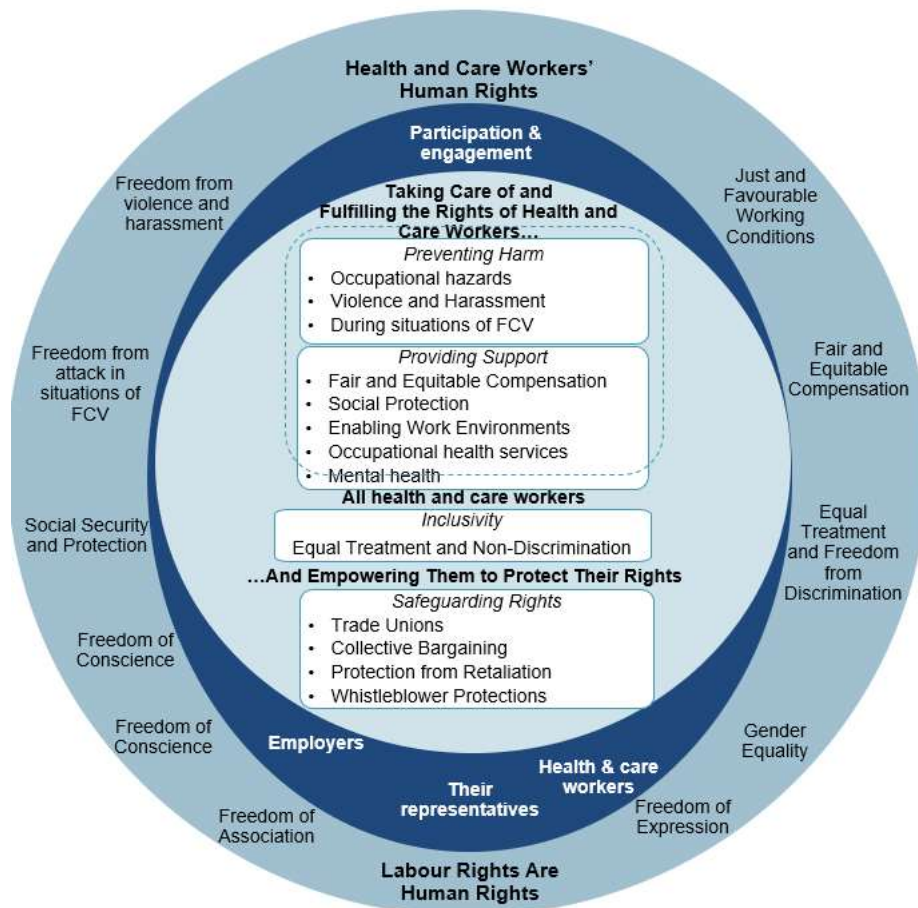 Health and Care Workers'
Human Rights
Participation &
engagement
Freedom from
violence and
harassment
Just and
Favourable
Working
Conditions
Taking Care of and
Fulfilling the Rights of Health and
Care Workers…
Preventing Harm
• Occupational hazards
• Violence and Harassment
• During situations of FCV
Freedom from
attack in
situations of
FCV
Fair and
Equitable
Compensation
Providing Support
• Fair and Equitable Compensation
• Social Protection
• Enabling Work Environments
• Occupational health services
• Mental health
All health and care workers
Inclusivity
Equal Treatment and Non-Discrimination
Social Security
and Protection
Equal
Treatment
and Freedom
from
Discrimination
…And Empowering Them to Protect Their Rights
Safeguarding Rights
• Trade Unions
• Collective Bargaining
• Protection from Retaliation
• Whistleblower Protections
Freedom of
Conscience
Freedom of
Conscience
Gender
Equality
Employers
Their
representatives
Health & care
workers
Freedom of
Association
Freedom of
Expression
Labour Rights Are
Human Rights